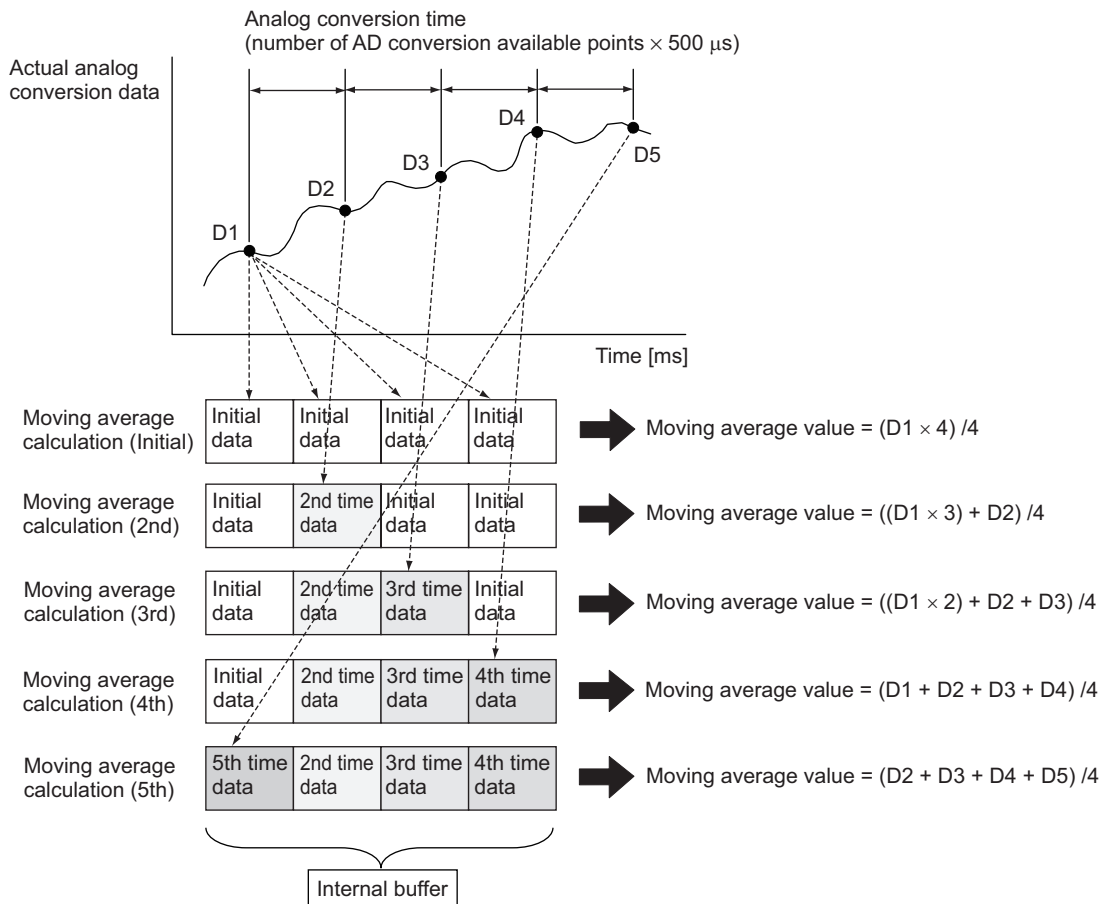 Analog conversion time
(number of AD conversion available points × 500 μs)
Actual analog
conversion data
D1
D2
D3
D4
D5
Time [ms]
Moving average
calculation (Initial)
Initial
data
Initial
data
Initial
data
Initial
data
Moving average value = (D1 × 4) /4
Moving average
calculation (2nd)
Initial
data
2nd time
data
Initial
data
Initial
data
Moving average value = ((D1 × 3) + D2) /4
Moving average
calculation (3rd)
Initial
data
2nd time
data
3rd time
data
Initial
data
Moving average value = ((D1 × 2) + D2 + D3) /4
Moving average
calculation (4th)
Initial
data
2nd time
data
3rd time
data
4th time
data
Moving average value = (D1 + D2 + D3 + D4) /4
Moving average
calculation (5th)
5th time
data
2nd time
data
3rd time
data
4th time
data
Moving average value = (D2 + D3 + D4 + D5) /4
Internal buffer